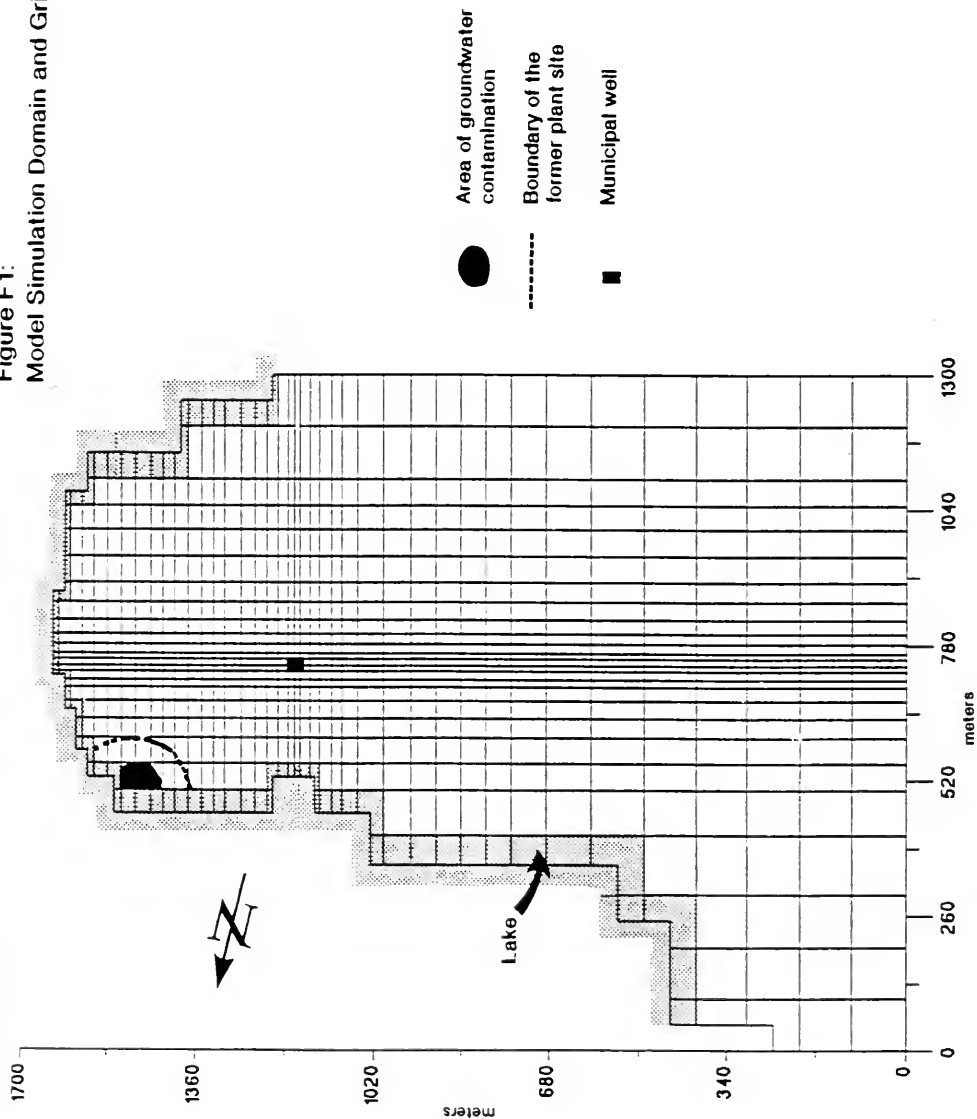 Figure F1:
Model Simulation Domain and Gri
Area of groundwater
contamination
Boundary of the
former plant site
Municipal well
N
Lake
1700
1360
1020
680
340
0
meters
0
260
520
780
1040
1300
meters